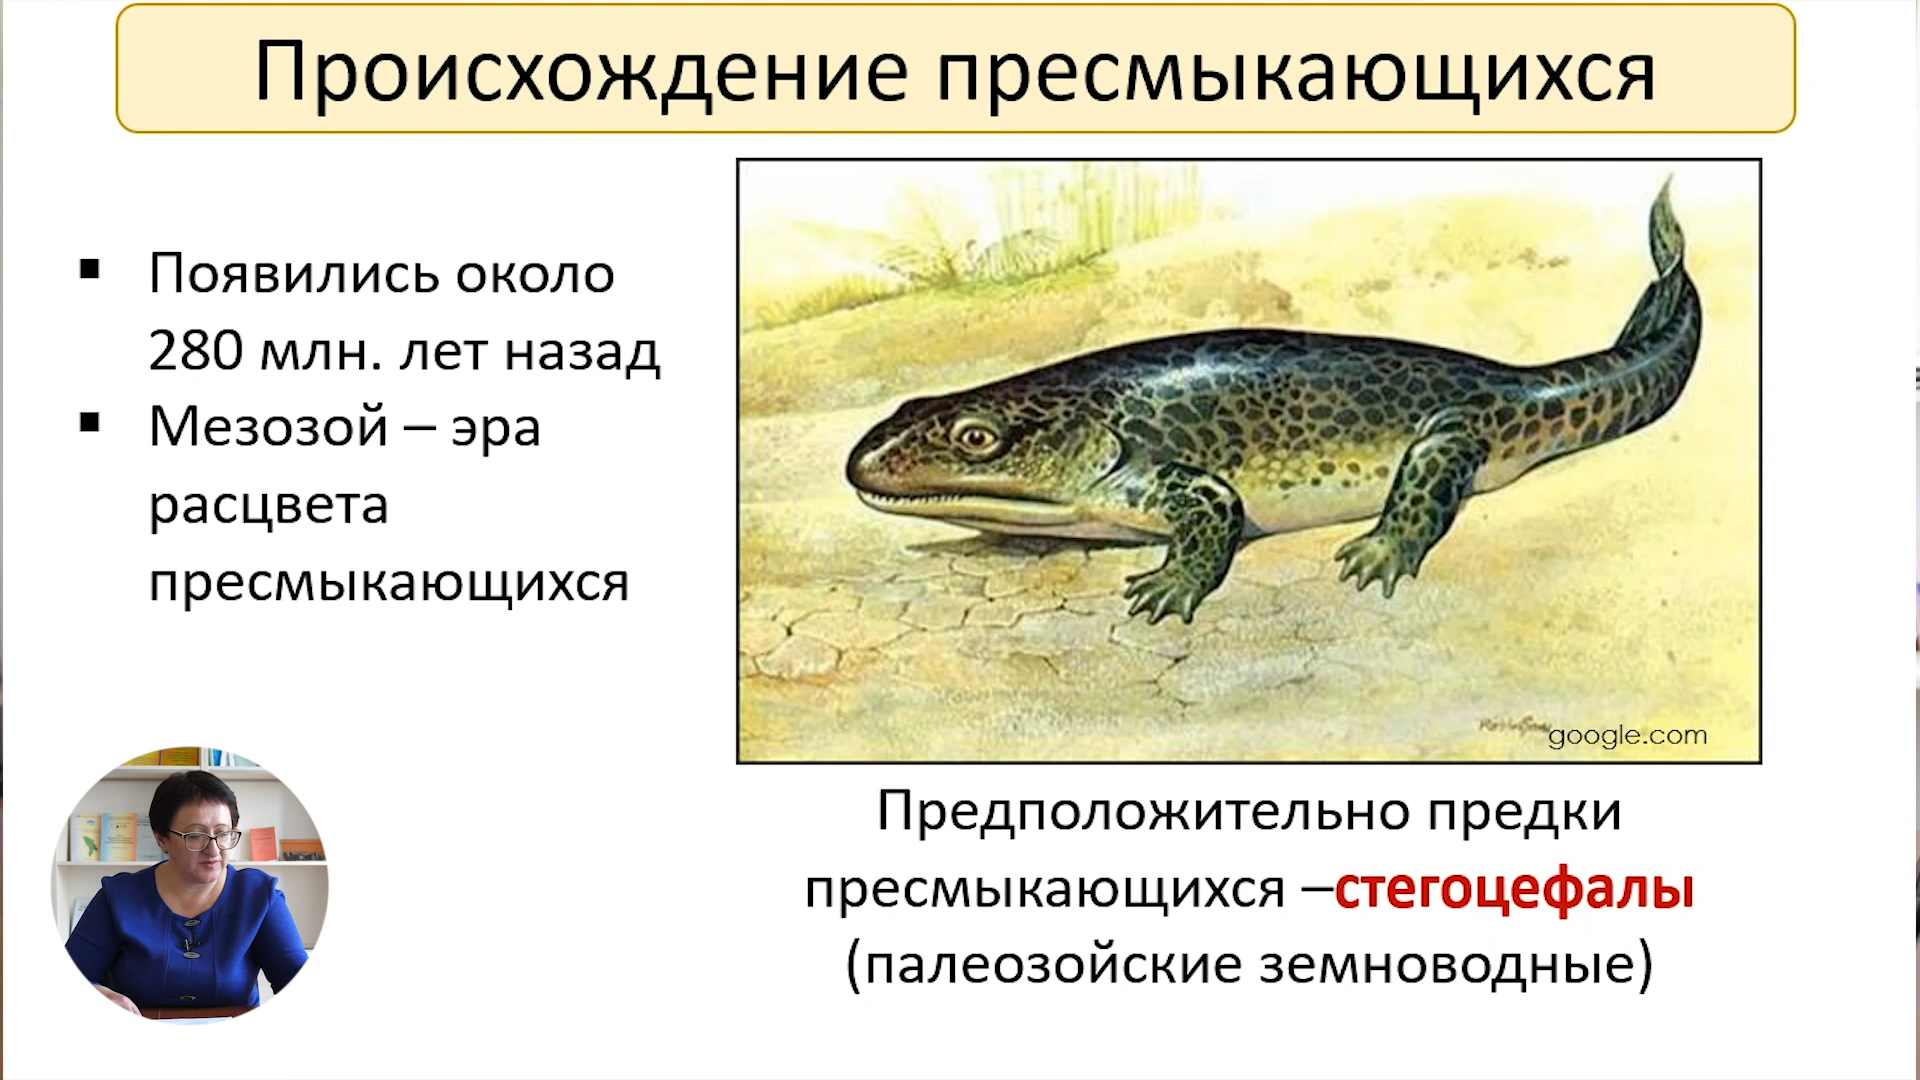 Происхождение пресмыкающихся
▪ Появились около
280 млн. лет назад
▪ Мезозой – эра
расцвета
пресмыкающихся
google.com
Предположительно предки
пресмыкающихся –стегоцефалы
(палеозойские земноводные)